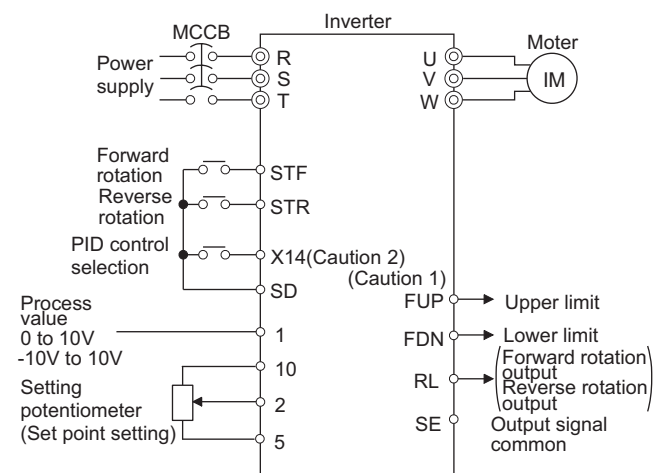 Inverter
MCCB
Power
supply
R
S
T
U
V
W
Moter
IM
Forward
rotation
STF
Reverse
rotation
STR
PID control
selection
X14(Caution 2)
(Caution 1)
SD
FUP
Upper limit
Process
value
0 to 10V
-10V to 10V
1
FDN
Lower limit
10
RL
Forward rotation
output
Reverse rotation
output
Setting
potentiometer
(Set point setting)
2
5
SE
Output signal
common